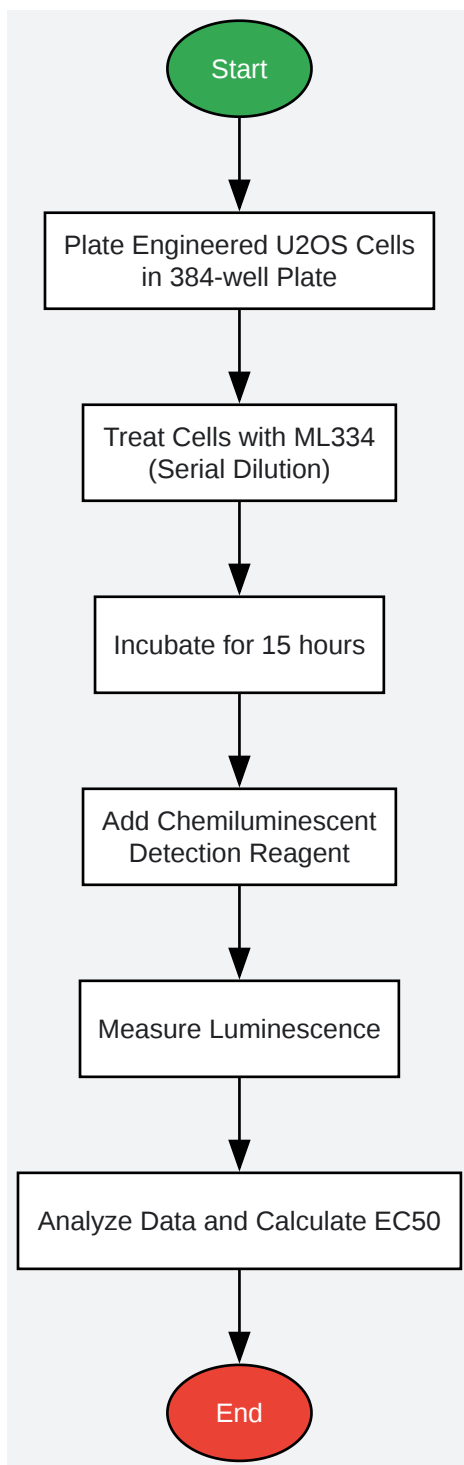 Start
Plate Engineered U2OS Cells
in 384-well Plate
Treat Cells with ML334
(Serial Dilution)
Incubate for 15 hours
Add Chemiluminescent
Detection Reagent
Measure Luminescence
Analyze Data and Calculate EC50
End